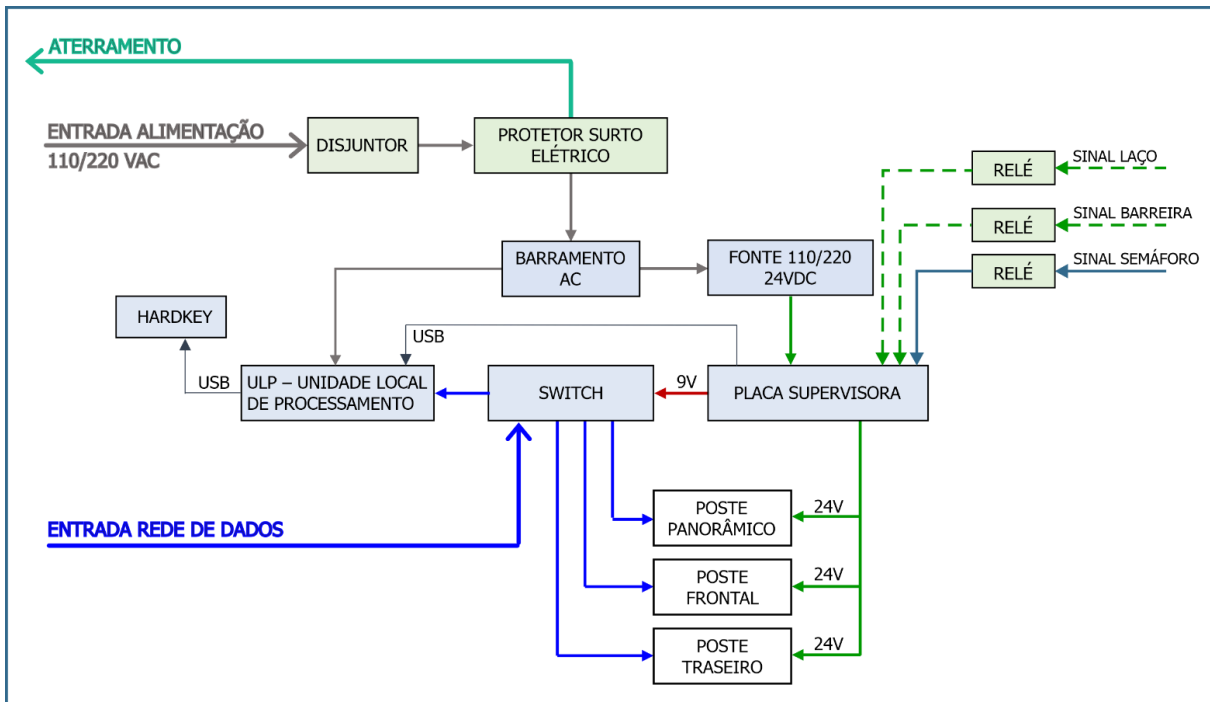 ATERRAMENTO
ENTRADA ALIMENTAÇÃO
110/220 VAC
DISJUNTOR
PROTETOR SURTO
ELÉTRICO
SINAL LAÇO
RELÉ
SINAL BARREIRA
RELÉ
SINAL SEMÁFORO
RELÉ
BARRAMENTO
AC
FONTE 110/220
24VDC
HARDKEY
USB
USB
ULP – UNIDADE LOCAL
DE PROCESSAMENTO
SWITCH
9V
PLACA SUPERVISORA
ENTRADA REDE DE DADOS
POSTE
PANORÂMICO
24V
POSTE
FRONTAL
24V
POSTE
TRASEIRO
24V